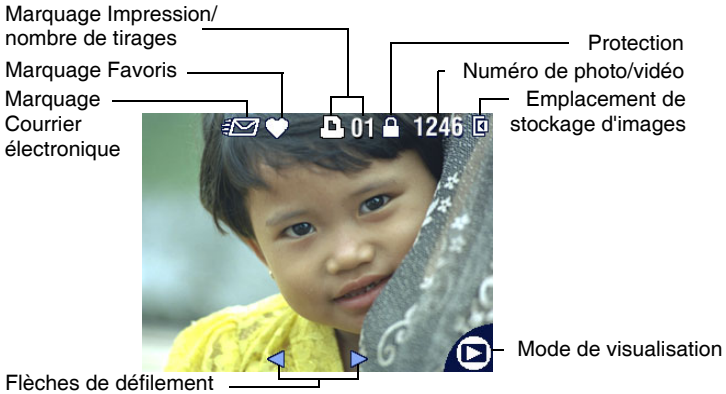 Marquage Impression/
nombre de tirages
Marquage Favoris
Marquage
Courrier
électronique
Protection
Numéro de photo/vidéo
Emplacement de
stockage d'images
01 1246
Mode de visualisation
Flèches de défilement